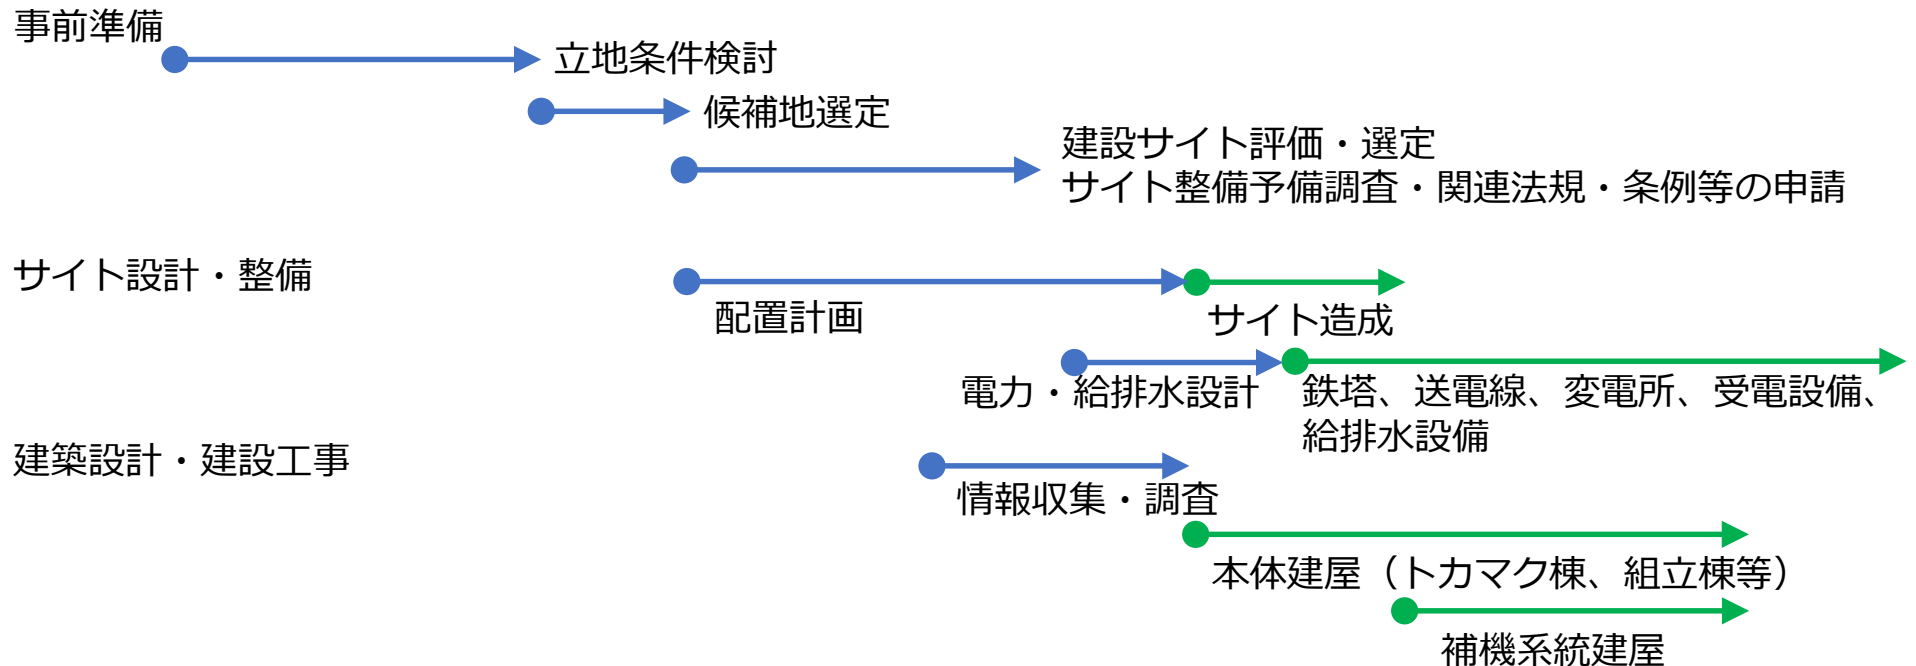 事前準備
立地条件検討
候補地選定
建設サイト評価・選定
サイト整備予備調査・関連法規・条例等の申請
サイト設計・整備
配置計画
サイト造成
電力・給排水設計
鉄塔、送電線、変電所、受電設備、
給排水設備
建築設計・建設工事
情報収集・調査
本体建屋（トカマク棟、組立棟等）
補機系統建屋